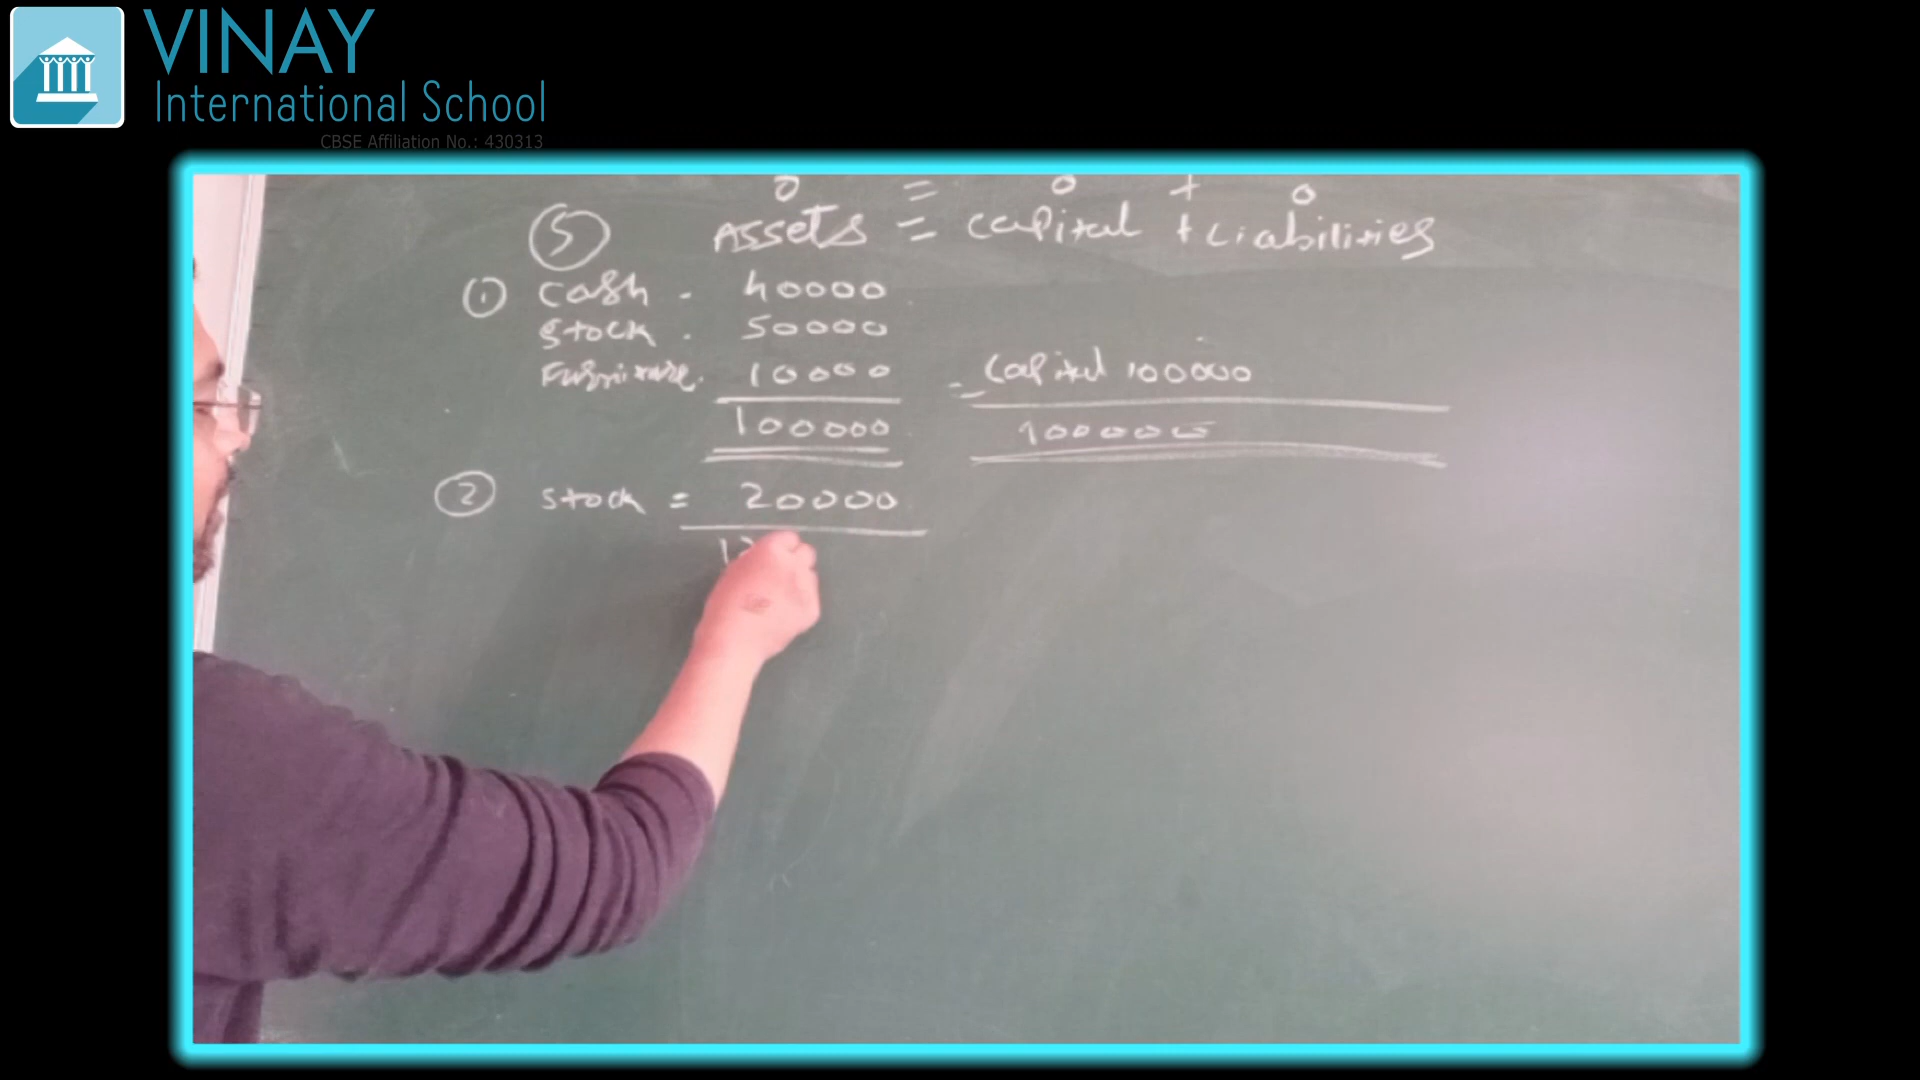 VINAY
International School
CBSE Affiliation No.: 430313
0 = 0 + 0
⑤ Assets = capital + Liabilities
① cash - 40000
stock - 50000
Furniture. 10000 = Capital 100000
100000 100000
② stock = 20000
12